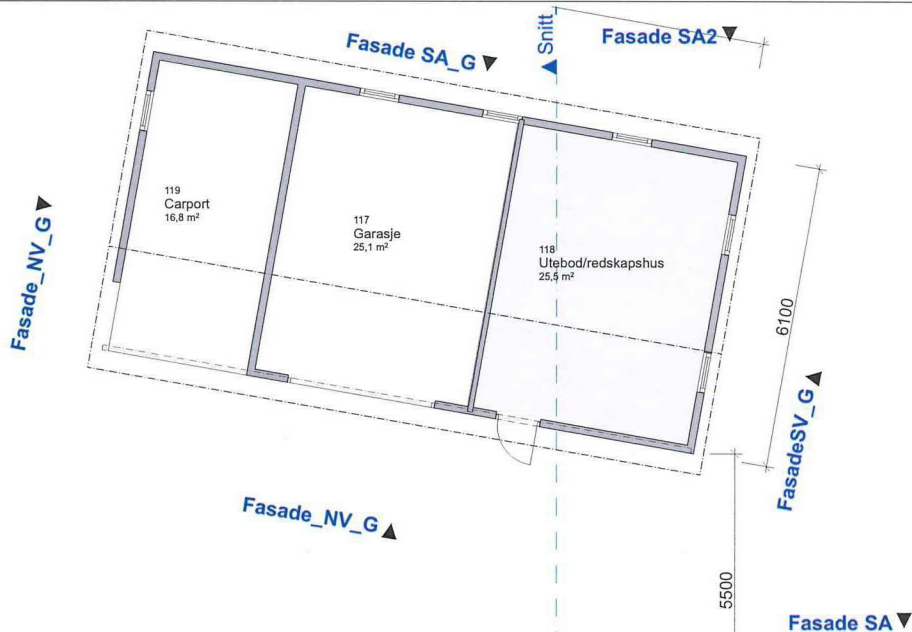 Fasade SA_G
Snitt
Fasade SA2
119
Carport
16,8 m²
117
Garasje
25,1 m²
118
Utebod/redskapshus
25,5 m²
Fasade_NV_G
6100
FasadeSV_G
Fasade_NV_G
5500
Fasade SA